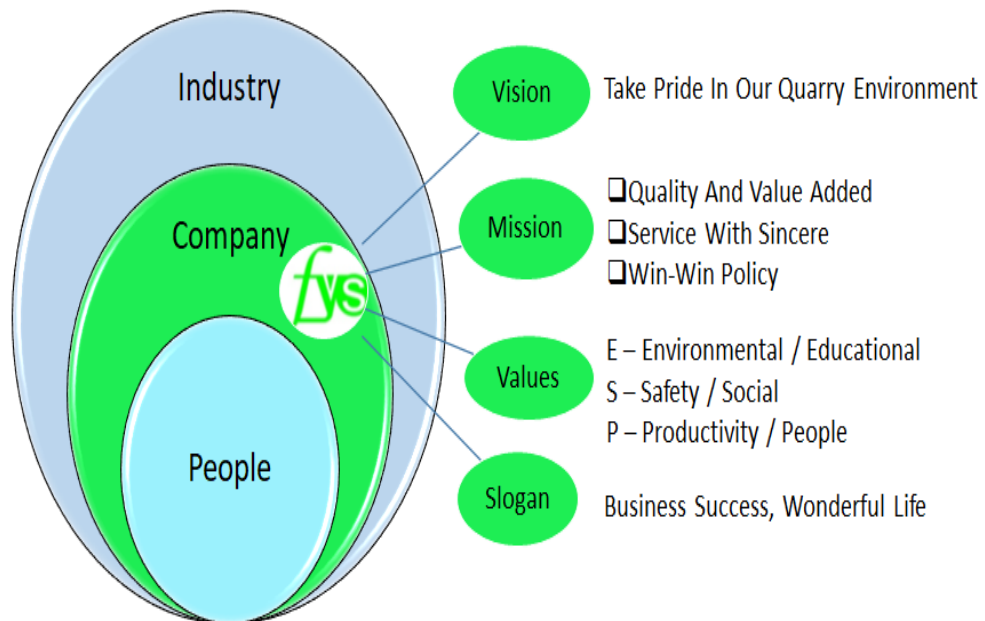 Industry
Company
fys
People
Vision
Take Pride In Our Quarry Environment
Mission
❑Quality And Value Added
❑Service With Sincere
❑Win-Win Policy
Values
E – Environmental / Educational
S – Safety / Social
P – Productivity / People
Slogan
Business Success, Wonderful Life